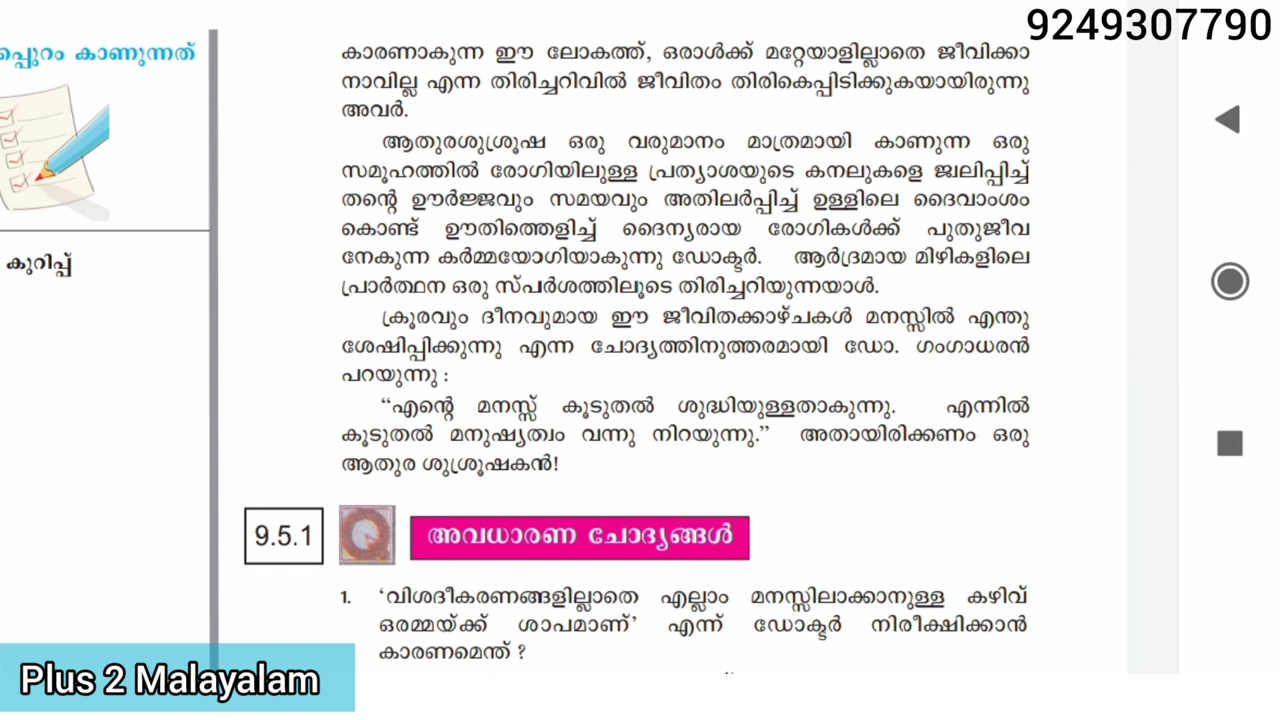 9249307790
പ്പുറം കാണുന്നത്
കുറിപ്പ്
കാരണാകുന്ന ഈ ലോകത്ത്, ഒരാൾക്ക് മറ്റേയാളില്ലാതെ ജീവിക്കാ
നാവില്ല എന്ന തിരിച്ചറിവിൽ ജീവിതം തിരികെപ്പിടിക്കുകയായിരുന്നു
അവർ.
ആതുരശുശ്രൂഷ ഒരു വരുമാനം മാത്രമായി കാണുന്ന ഒരു
സമൂഹത്തിൽ രോഗിയിലുള്ള പ്രത്യാശയുടെ കനലുകളെ ജ്വലിപ്പിച്ച്
തന്റെ ഊർജ്ജവും സമയവും അതിലർപ്പിച്ച് ഉള്ളിലെ ദൈവാംശം
കൊണ്ട് ഊതിത്തെളിച്ച് ദൈന്യരായ രോഗികൾക്ക് പുതുജീവ
നേകുന്ന കർമ്മയോഗിയാകുന്നു ഡോക്ടർ. ആർദ്രമായ മിഴികളിലെ
പ്രാർത്ഥന ഒരു സ്പർശത്തിലൂടെ തിരിച്ചറിയുന്നയാൾ.
ക്രൂരവും ദീനവുമായ ഈ ജീവിതക്കാഴ്ചകൾ മനസ്സിൽ എന്തു
ശേഷിപ്പിക്കുന്നു എന്ന ചോദ്യത്തിനുത്തരമായി ഡോ. ഗംഗാധരൻ
പറയുന്നു :
“എന്റെ മനസ്സ് കൂടുതൽ ശുദ്ധിയുള്ളതാകുന്നു. എന്നിൽ
കൂടുതൽ മനുഷ്യത്വം വന്നു നിറയുന്നു.” അതായിരിക്കണം ഒരു
ആതുര ശുശ്രൂഷകൻ!
9.5.1 Q അവധാരണ ചോദ്യങ്ങൾ
1. ‘വിശദീകരണങ്ങളില്ലാതെ എല്ലാം മനസ്സിലാക്കാനുള്ള കഴിവ്
ഒരമ്മയ്ക്ക് ശാപമാണ്’ എന്ന് ഡോക്ടർ നിരീക്ഷിക്കാൻ
കാരണമെന്ത് ?
Plus 2 Malayalam